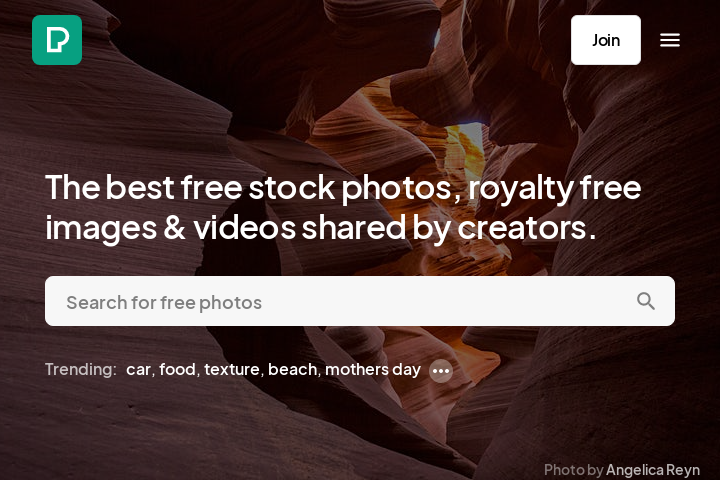 Join
The best free stock photos, royalty free
images & videos shared by creators.
Search for free photos
Trending: car, food, texture, beach, mothers day
Photo by Angelica Reyn